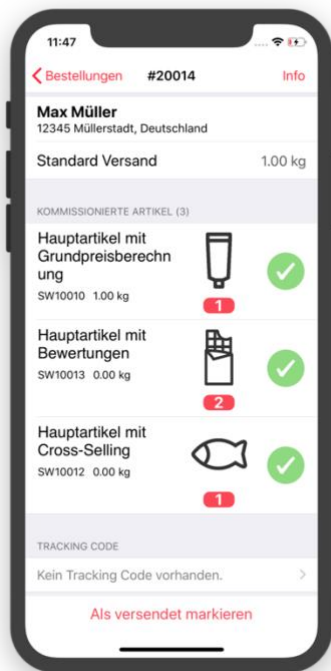 11:47
Bestellungen #20014 Info
Max Müller
12345 Müllerstadt, Deutschland
Standard Versand 1.00 kg
KOMMISSIONIERTE ARTIKEL (3)
Hauptartikel mit
Grundpreisberechn
ung
SW10010 1.00 kg
1
Hauptartikel mit
Bewertungen
SW10013 0.00 kg
2
Hauptartikel mit
Cross-Selling
SW10012 0.00 kg
1
TRACKING CODE
Kein Tracking Code vorhanden.
Als versendet markieren